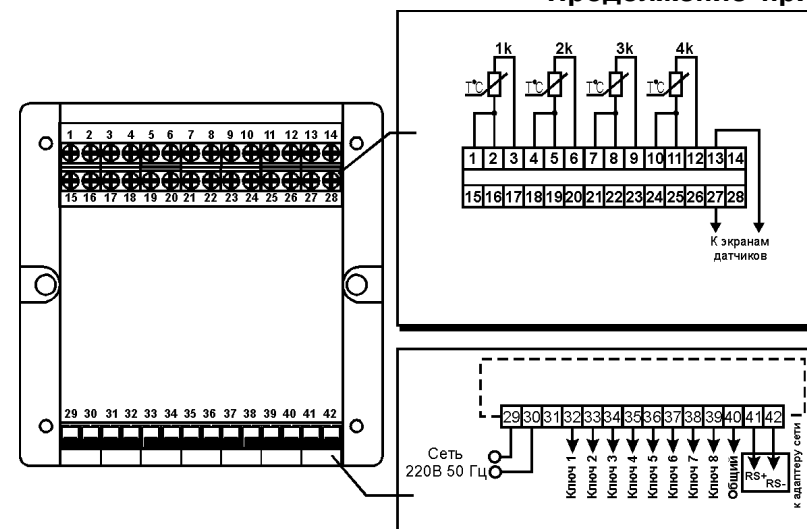 Продолжение при
1k 2k 3k 4k
T°C T°C T°C T°C
1 2 3 4 5 6 7 8 9 10 11 12 13 14
15 16 17 18 19 20 21 22 23 24 25 26 27 28
К экранам
датчиков
1 2 3 4 5 6 7 8 9 10 11 12 13 14
15 16 17 18 19 20 21 22 23 24 25 26 27 28
29 30 31 32 33 34 35 36 37 38 39 40 41 42
29 30 31 32 33 34 35 36 37 38 39 40 41 42
Сеть
220В 50 Гц
Ключ 1
Ключ 2
Ключ 3
Ключ 4
Ключ 5
Ключ 6
Ключ 7
Ключ 8
Общий
RS+
RS-
к адаптеру сети